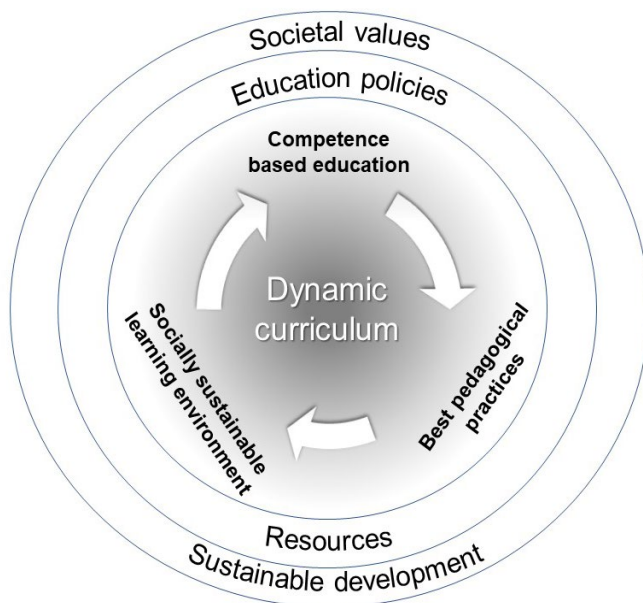 Societal values
Education policies
Competence
based education
Dynamic
curriculum
Socially sustainable
learning environment
Best pedagogical
practices
Resources
Sustainable development